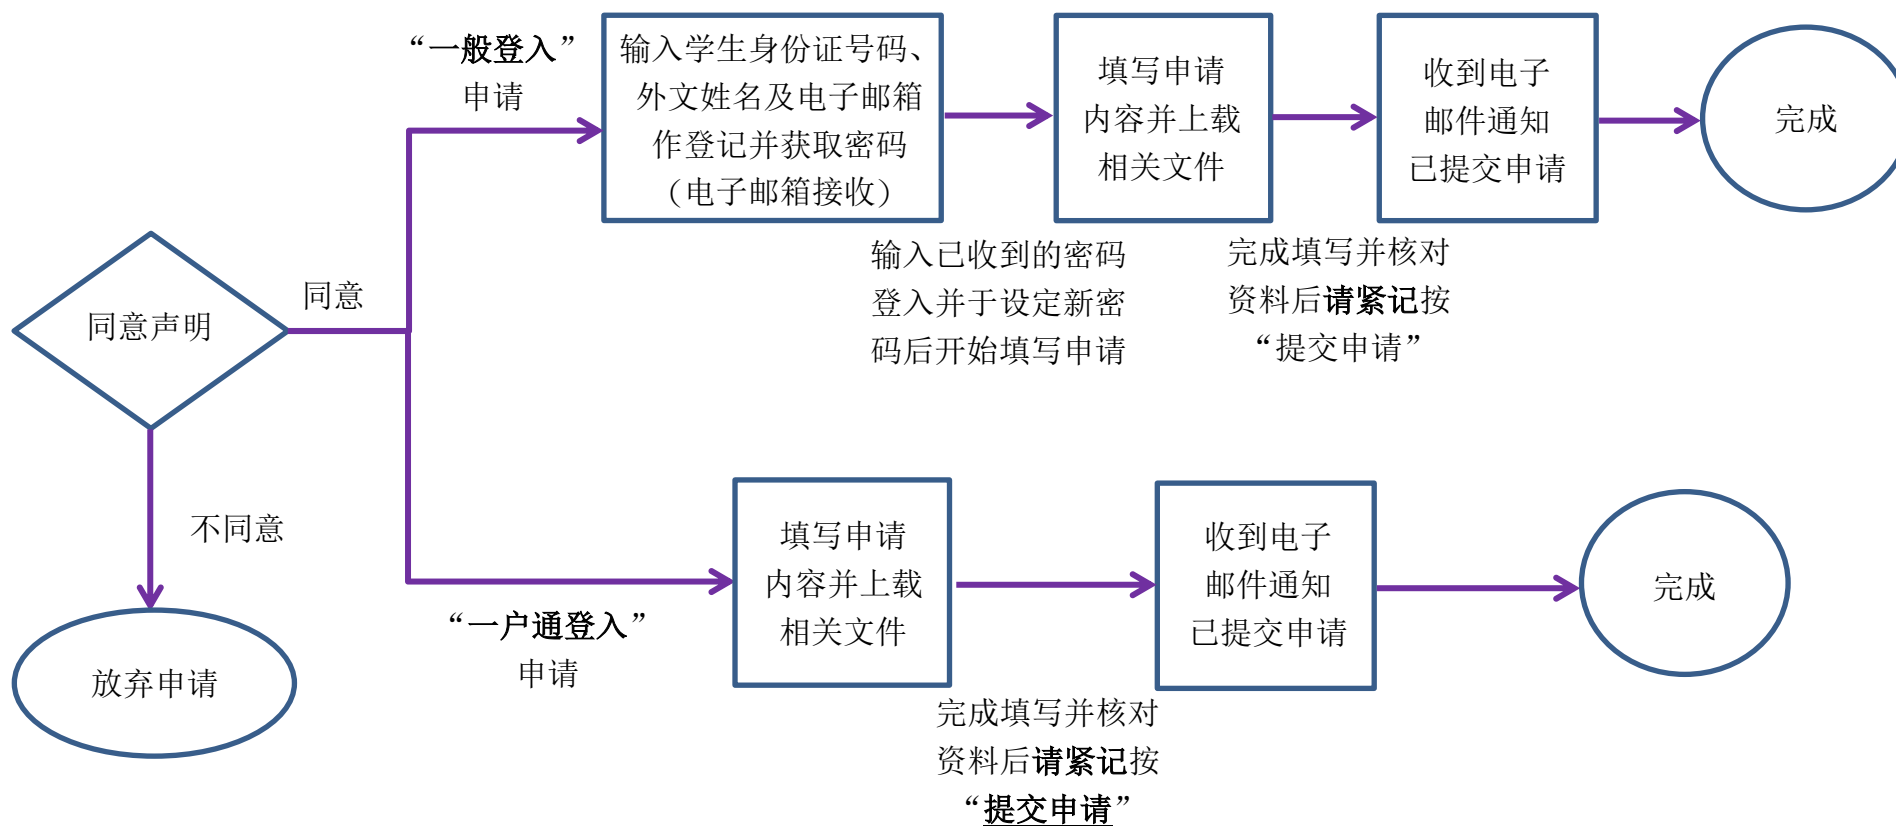 同意声明
同意
不同意
放弃申请
“一般登入”
申请
输入学生身份证号码、
外文姓名及电子邮箱
作登记并获取密码
（电子邮箱接收）
输入已收到的密码
登入并于设定新密
码后开始填写申请
填写申请
内容并上载
相关文件
完成填写并核对
资料后请紧记按
“提交申请”
收到电子
邮件通知
已提交申请
完成
“一户通登入”
申请
填写申请
内容并上载
相关文件
完成填写并核对
资料后请紧记按
“提交申请”
收到电子
邮件通知
已提交申请
完成